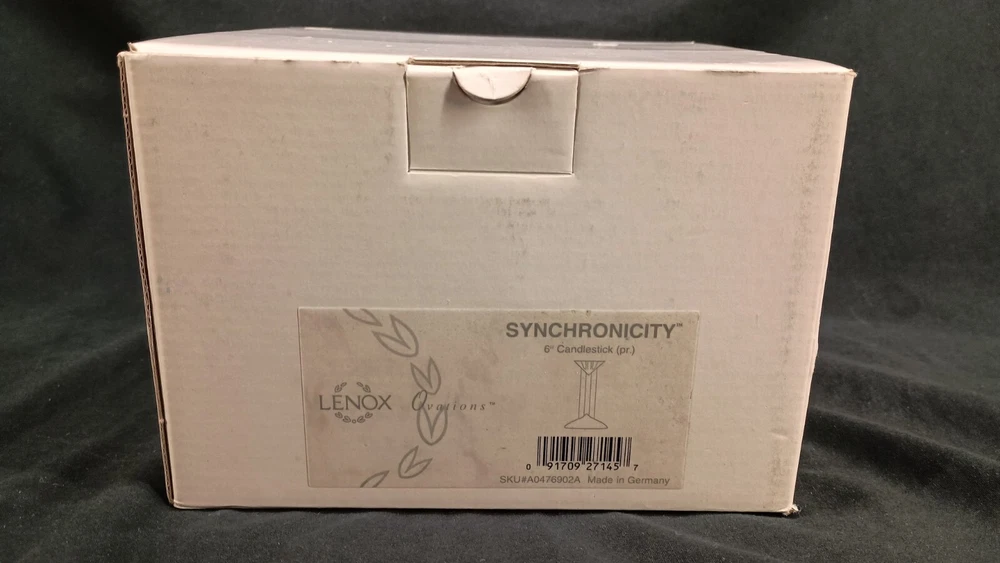 SYNCHRONICITY™
6" Candlestick (pr.)
LENOX Ovations™
0 91709 27145 7
SKU#A0476902A Made in Germany